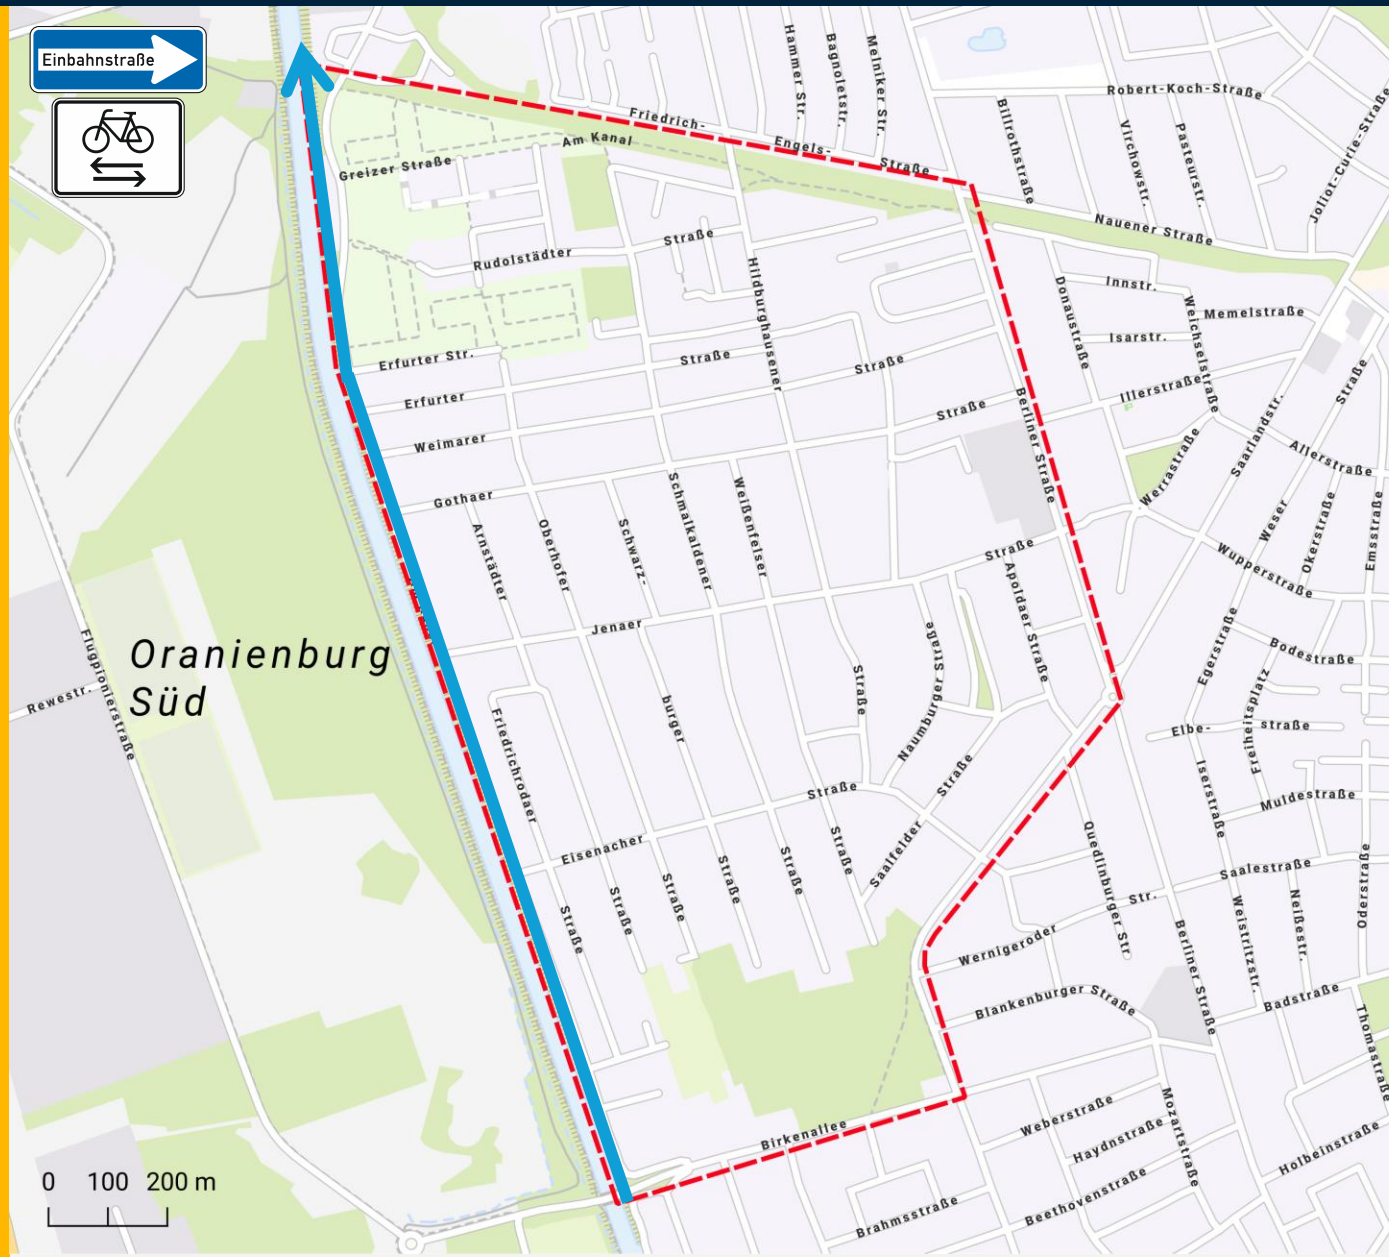 Einbahnstraße
Hammer Str.
Bagnoletstr.
Melniker Str.
Robert-Koch-Straße
Joliot-Curie-Straße
Friedrich-
Engels-
Straße
Am Kanal
Greizer Straße
Billrothstraße
Virchowstr.
Pasteurstr.
Nauener Straße
Rudolstädter
Straße
Hildburghausener
Donaustraße
Innstr.
Weichselstraße
Memelstraße
Isarstr.
Erfurter Str.
Straße
Straße
Erfurter
Straße
Berliner Straße
Illerstraße
Straße
Weimarer
Saarlandstr.
Allerstraße
Werrastraße
Gothaer
Schmalkaldener
Weißenfelser
Arnstädter
Oberhofer
Schwarz-
Straße
Apoldaer Straße
Weser
Okerstraße
Emsstraße
Wupperstraße
Jenaer
Naumburger Straße
Egerstraße
Bodestraße
Oranienburg
Süd
Flugpionierstraße
Rewestr.
Friedrichrodaer
burger
Straße
Freiheitsplatz
Elbe-
straße
Straße
Straße
Iserstraße
Muldestraße
Eisenacher
Saalfelder
Straße
Quedlinburger Str
Saalestraße
Oderstraße
Straße
Straße
Straße
Straße
Straße
Wernigeroder
Str.
Berliner Straße
Weistritzstr.
Neißestr.
Blankenburger Straße
Badstraße
Thomastraße
Birkenallee
Weberstraße
Haydnstraße
Mozartstraße
Beethovenstraße
Brahmsstraße
Holbeinstraße
0 100 200 m